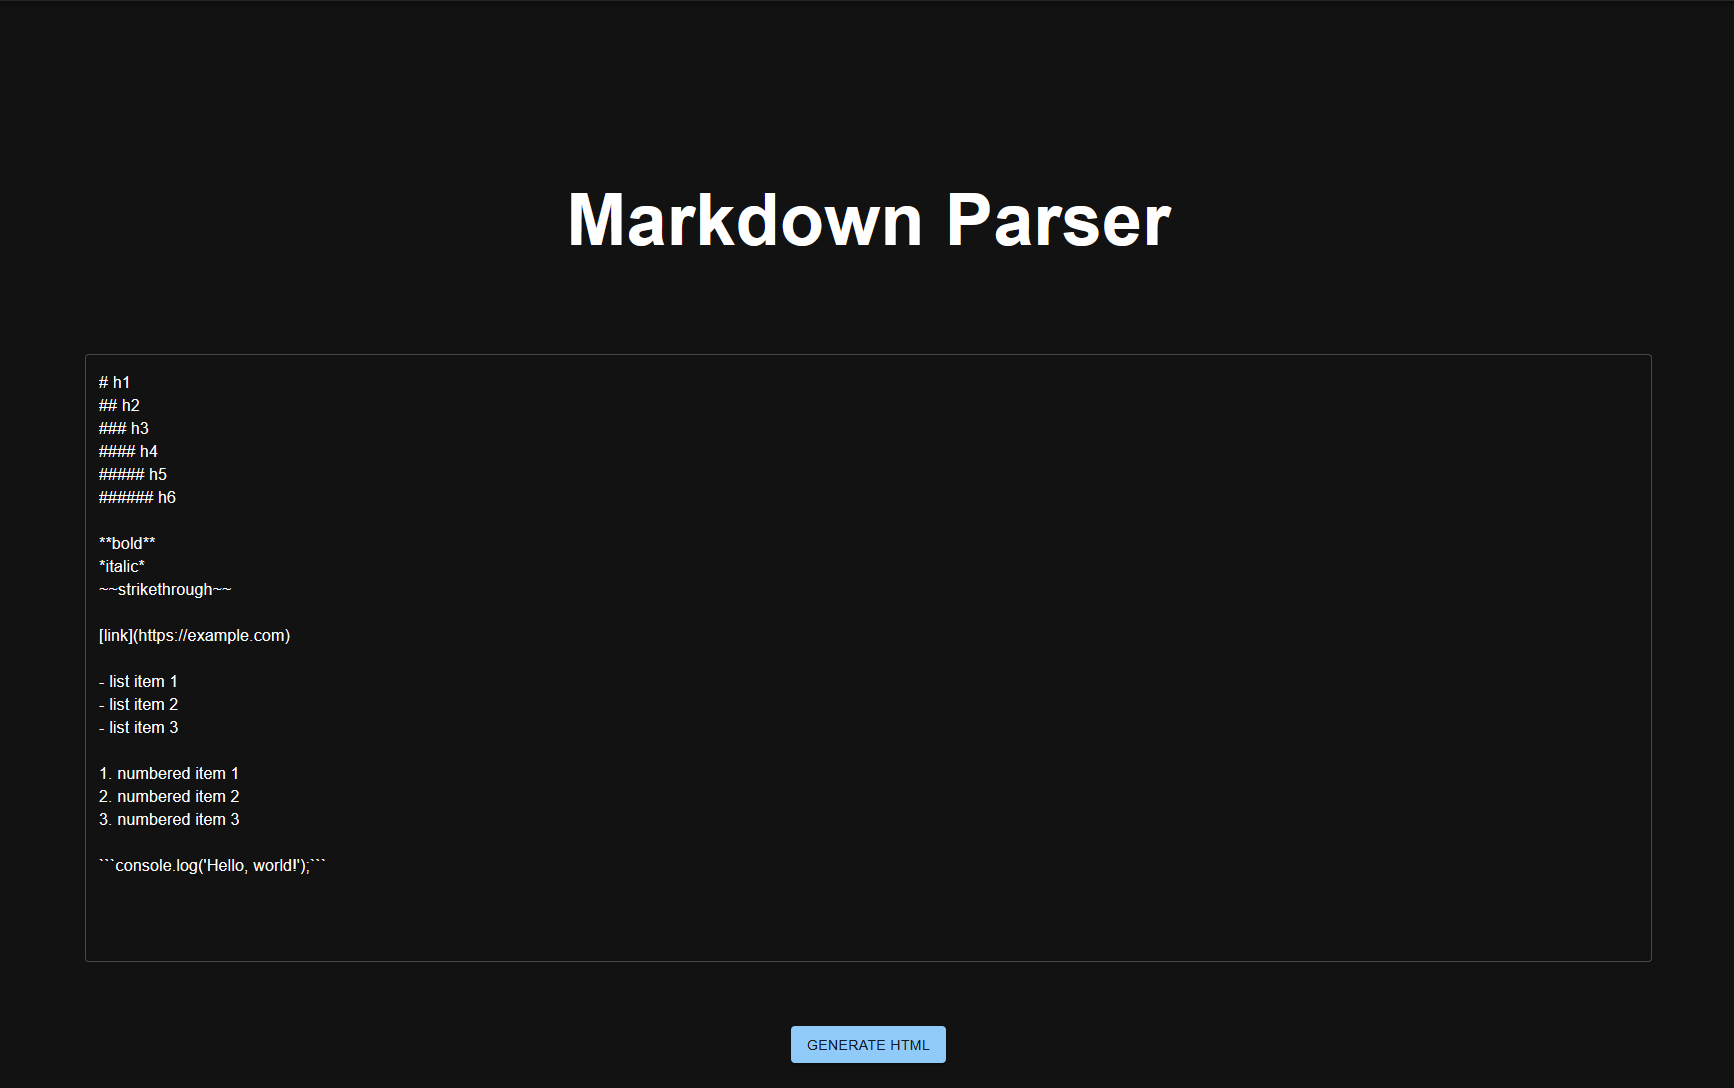 Markdown Parser
# h1
## h2
### h3
#### h4
##### h5
###### h6
**bold**
*italic*
~~strikethrough~~
[link](https://example.com)
- list item 1
- list item 2
- list item 3
1. numbered item 1
2. numbered item 2
3. numbered item 3
```console.log('Hello, world!');```
GENERATE HTML